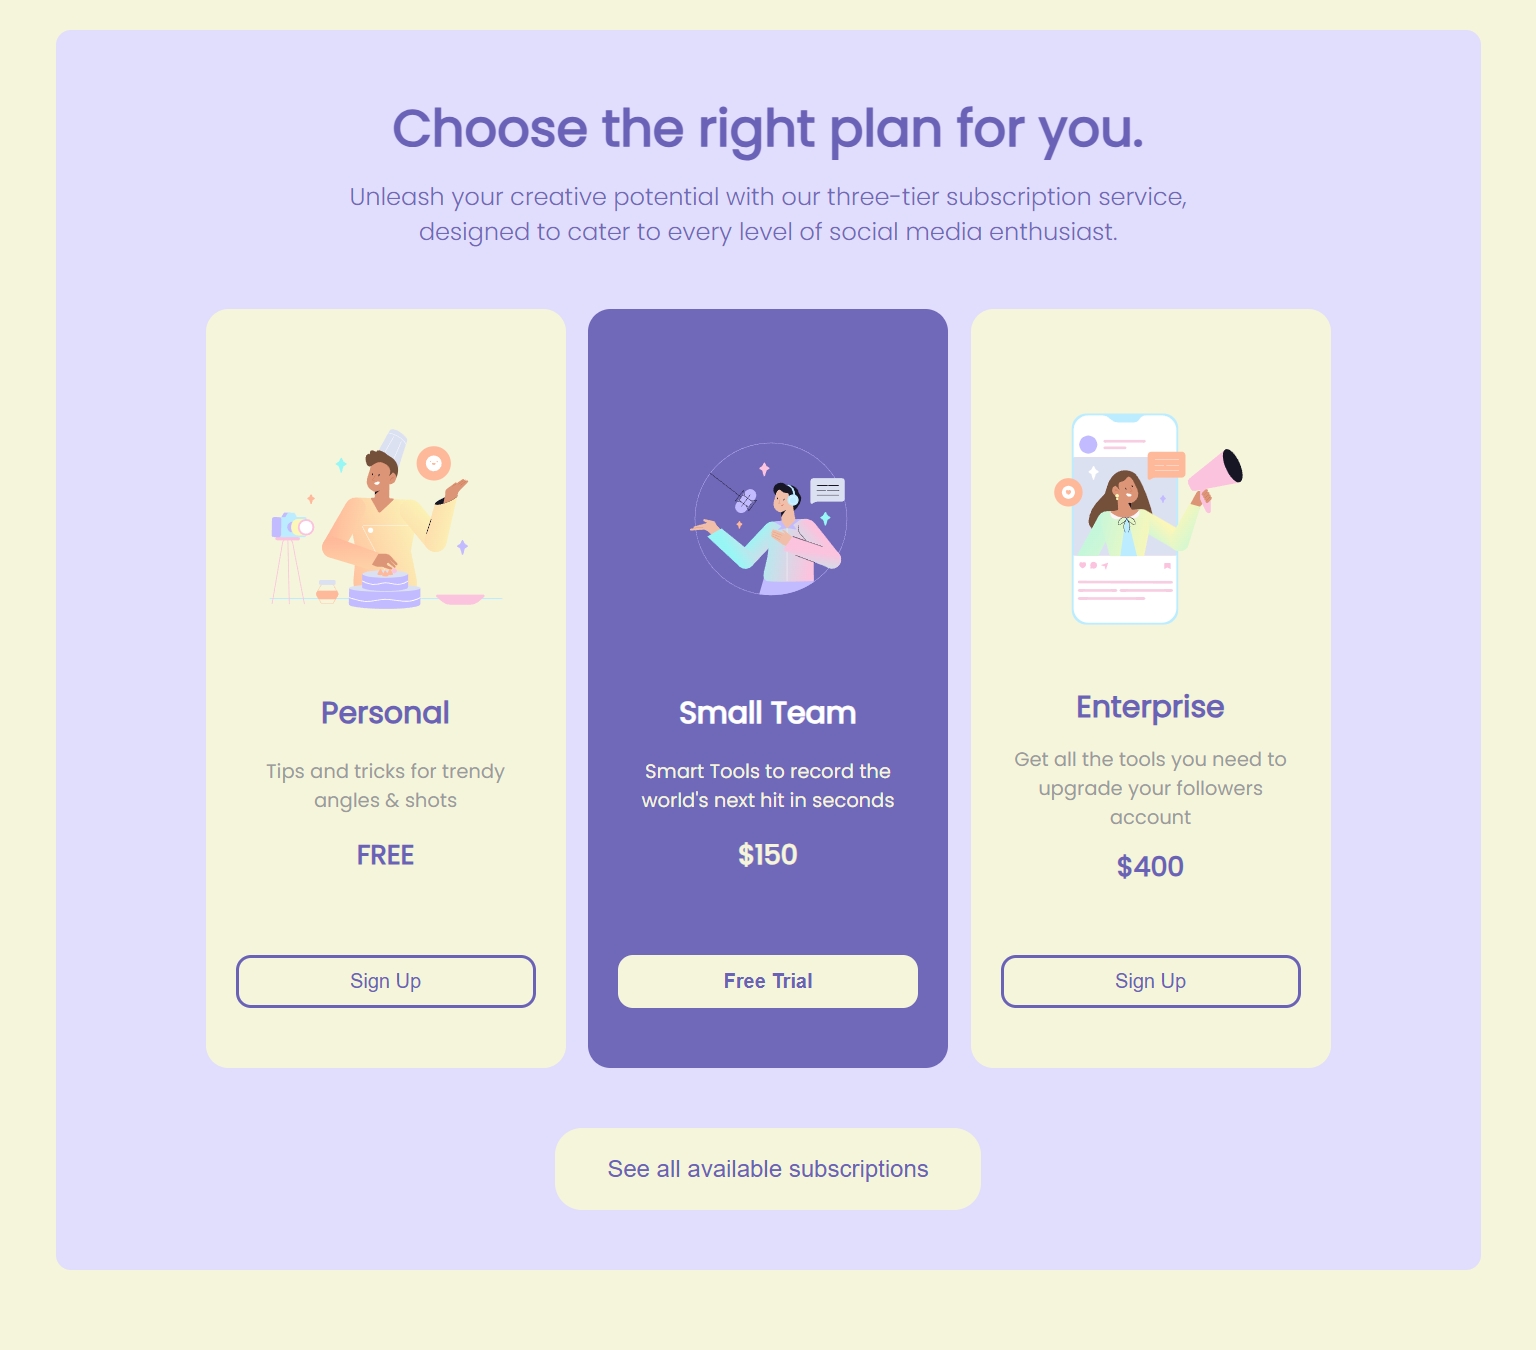 Choose the right plan for you.
Unleash your creative potential with our three-tier subscription service,
designed to cater to every level of social media enthusiast.
Personal
Tips and tricks for trendy
angles & shots
FREE
Sign Up
Small Team
Smart Tools to record the
world's next hit in seconds
$150
Free Trial
Enterprise
Get all the tools you need to
upgrade your followers
account
$400
Sign Up
See all available subscriptions